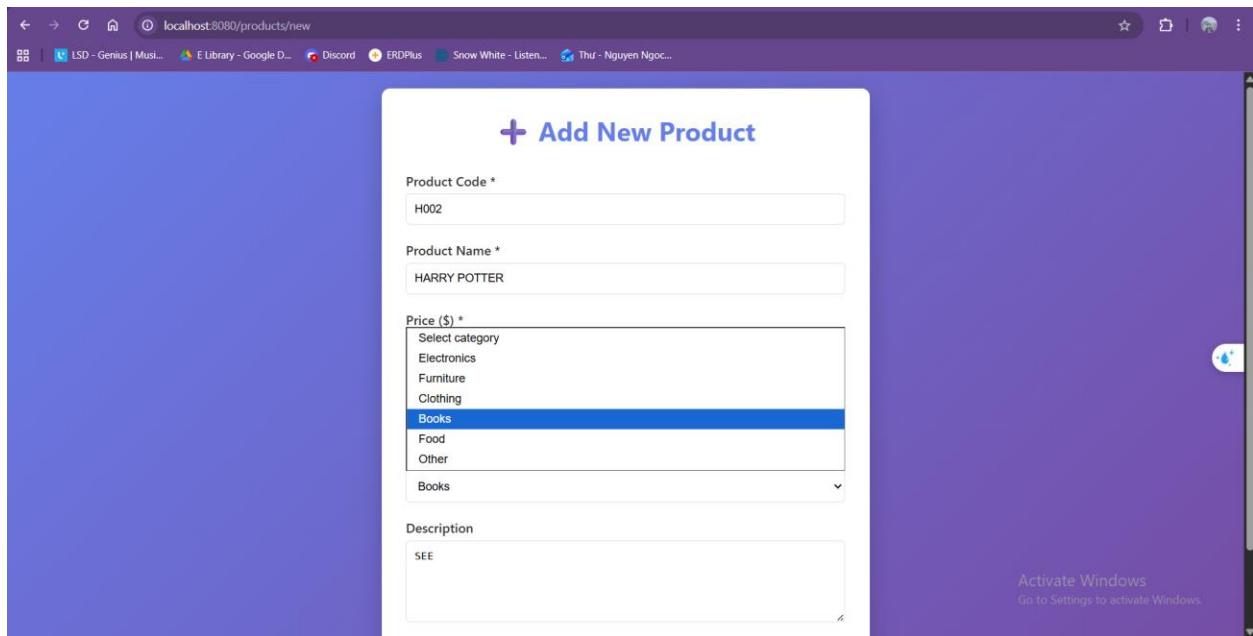 localhost:8080/products/new
LSD - Genius | Musi... E Library - Google D... Discord ERDPlus Snow White - Listen... Thư - Nguyen Ngoc...
Add New Product
Product Code *
H002
Product Name *
HARRY POTTER
Price ($) *
Select category
Electronics
Furniture
Clothing
Books
Food
Other
Books
Description
SEE
Activate Windows
Go to Settings to activate Windows.